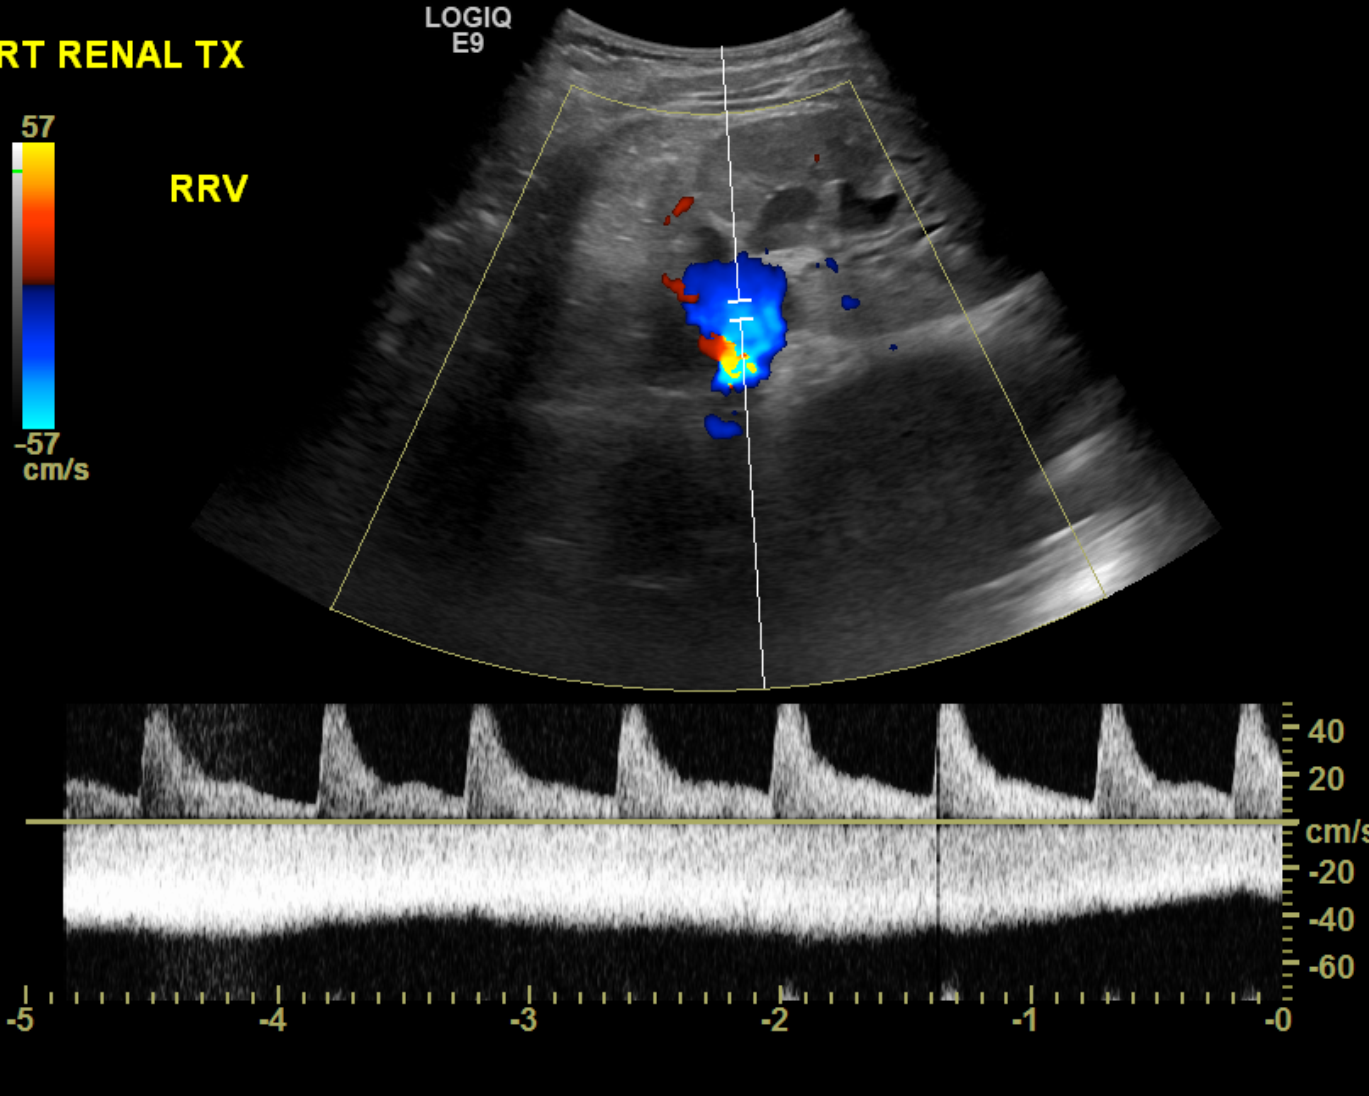 LOGIQ
E9
RT RENAL TX
57
RRV
-57
cm/s
40
20
cm/s
-20
-40
-60
-5 -4 -3 -2 -1 -0